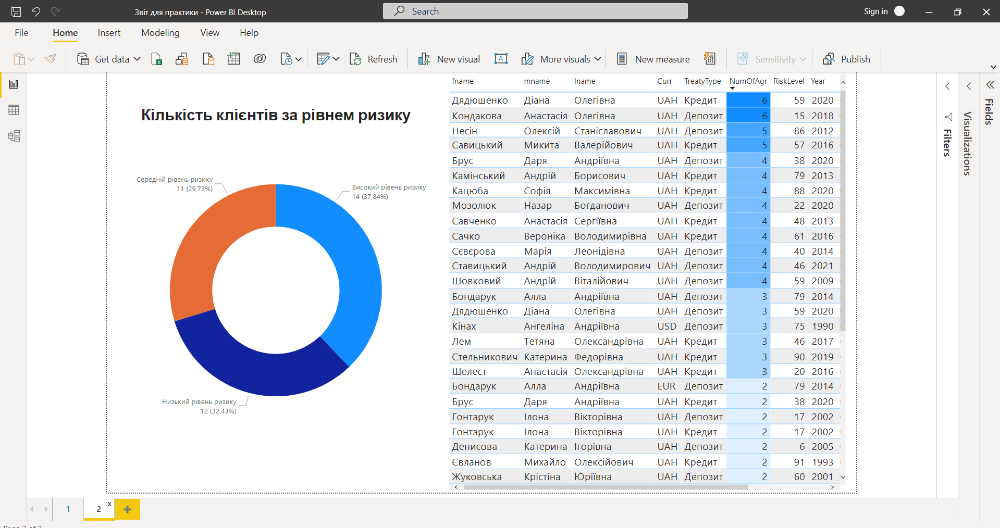 Звіт для практики - Power BI Desktop
Search
Sign in
File Home Insert Modeling View Help
Get data Refresh New visual More visuals New measure Sensitivity Publish
Кількість клієнтів за рівнем ризику
Середній рівень ризику
11 (29,73%)
Високий рівень ризику
14 (37,84%)
Низький рівень ризику
12 (32,43%)
fname mname lname Curr TreatyType NumOfAgr RiskLevel Year
Дядюшенко Діана Олегівна UAH Кредит 6 59 2020
Кондакова Анастасія Олегівна UAH Депозит 6 15 2018
Несін Олексій Станіславович UAH Депозит 5 86 2012
Савицький Микита Валерійович UAH Кредит 5 57 2016
Брус Даря Андріївна UAH Депозит 4 38 2020
Камінський Андрій Борисович UAH Кредит 4 79 2013
Кацюба Софія Максимівна UAH Кредит 4 88 2020
Мозолюк Назар Богданович UAH Депозит 4 22 2020
Савченко Анастасія Сергіївна UAH Кредит 4 48 2013
Сачко Вероніка Володимирівна UAH Кредит 4 61 2016
Сєвєрова Марія Леонідівна UAH Депозит 4 40 2014
Ставицький Андрій Володимирович UAH Депозит 4 46 2021
Шовковий Андрій Віталійович UAH Депозит 4 59 2009
Бондарук Алла Андріївна UAH Депозит 3 79 2014
Дядюшенко Діана Олегівна UAH Депозит 3 59 2020
Кінах Ангеліна Андріївна USD Депозит 3 75 1990
Лем Тетяна Олександрівна UAH Кредит 3 46 2017
Стельникович Катерина Федорівна UAH Кредит 3 90 2019
Шелест Анастасія Олександрівна UAH Кредит 3 20 2016
Бондарук Алла Андріївна EUR Депозит 2 79 2014
Брус Даря Андріївна UAH Кредит 2 38 2020
Гонтарук Ілона Вікторівна UAH Депозит 2 17 2002
Гонтарук Ілона Вікторівна UAH Кредит 2 17 2002
Денисова Катерина Ігорівна UAH Депозит 2 6 2005
Євланов Михайло Олексійович UAH Кредит 2 91 1993
Жуковська Крістіна Юріївна UAH Депозит 2 60 2001
Filters
Visualizations
Fields
1 2 x